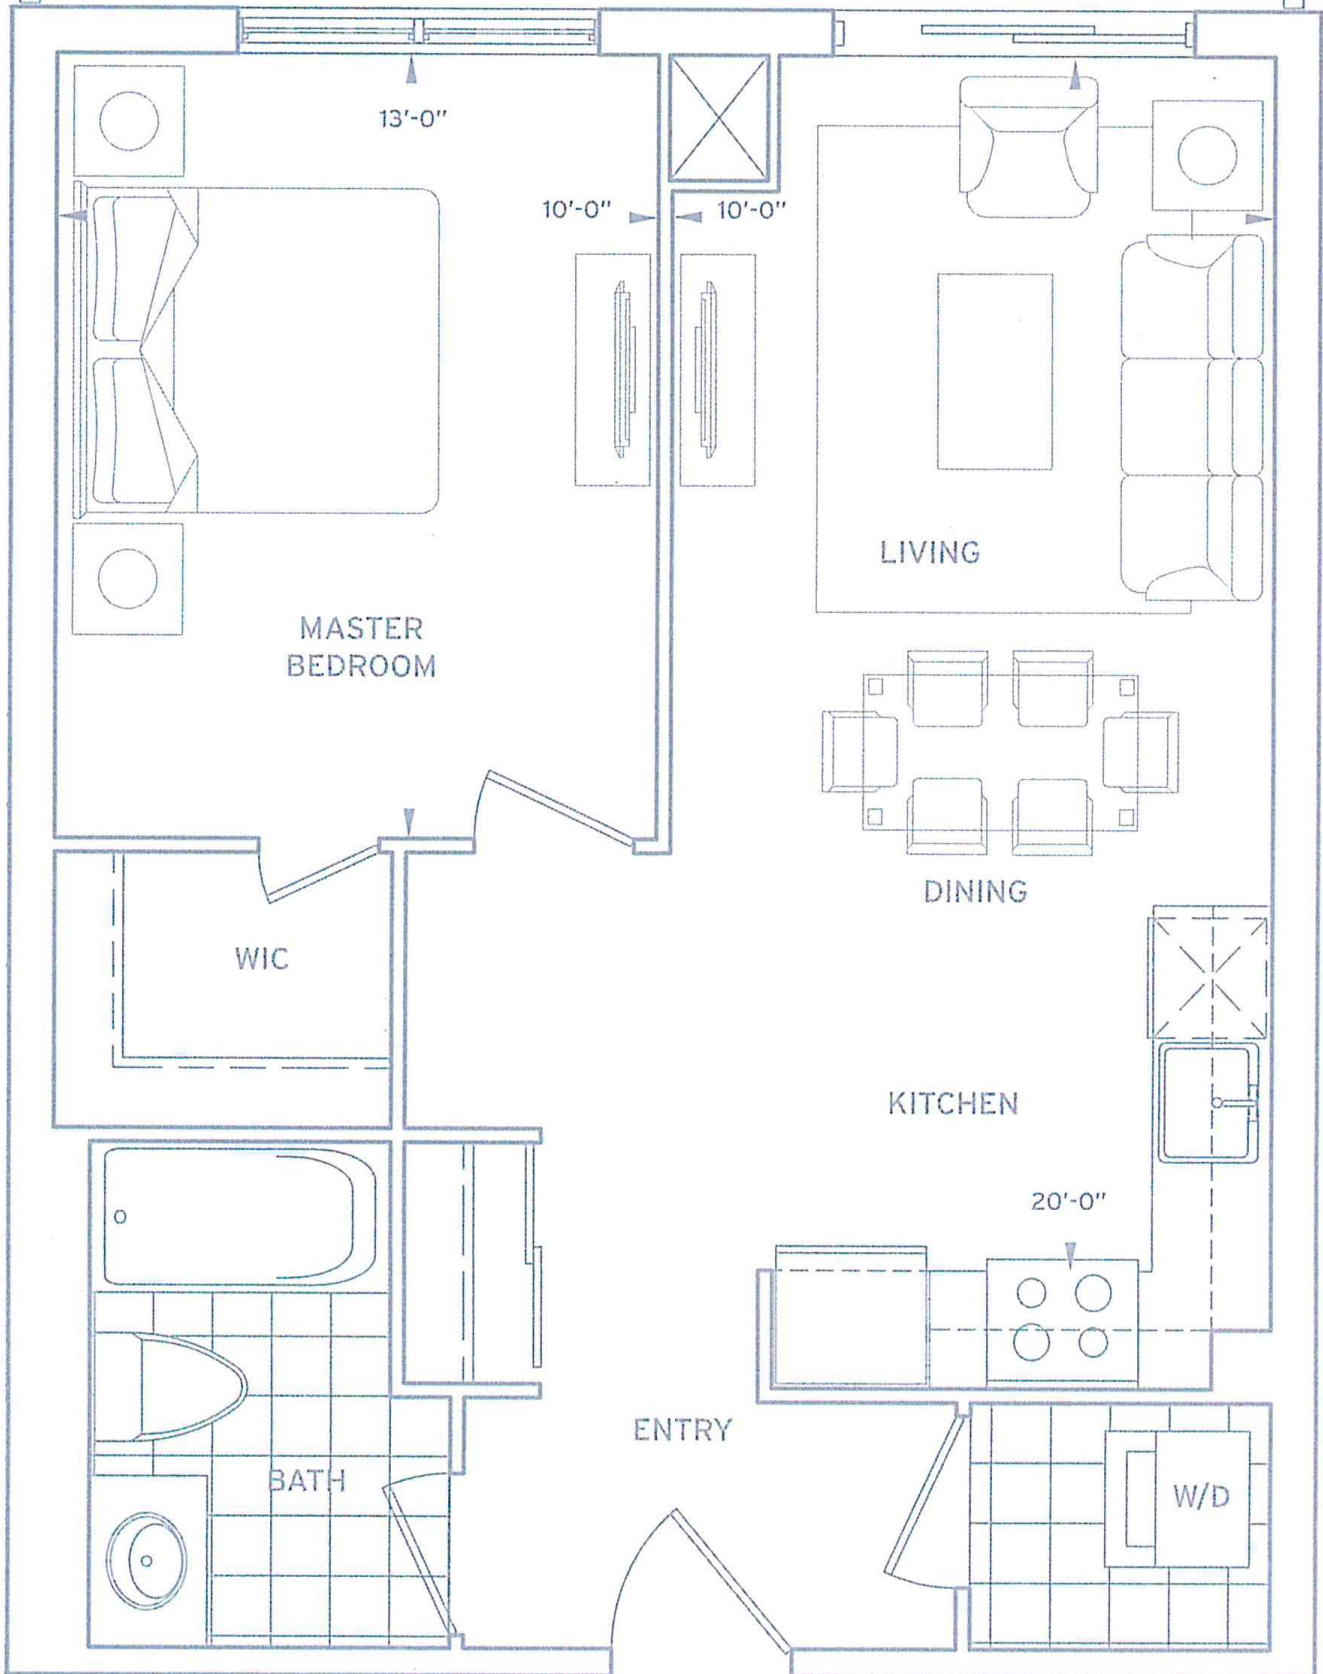 13'-0"
10'-0"
10'-0"
LIVING
MASTER
BEDROOM
DINING
WIC
KITCHEN
20'-0"
ENTRY
BATH
W/D